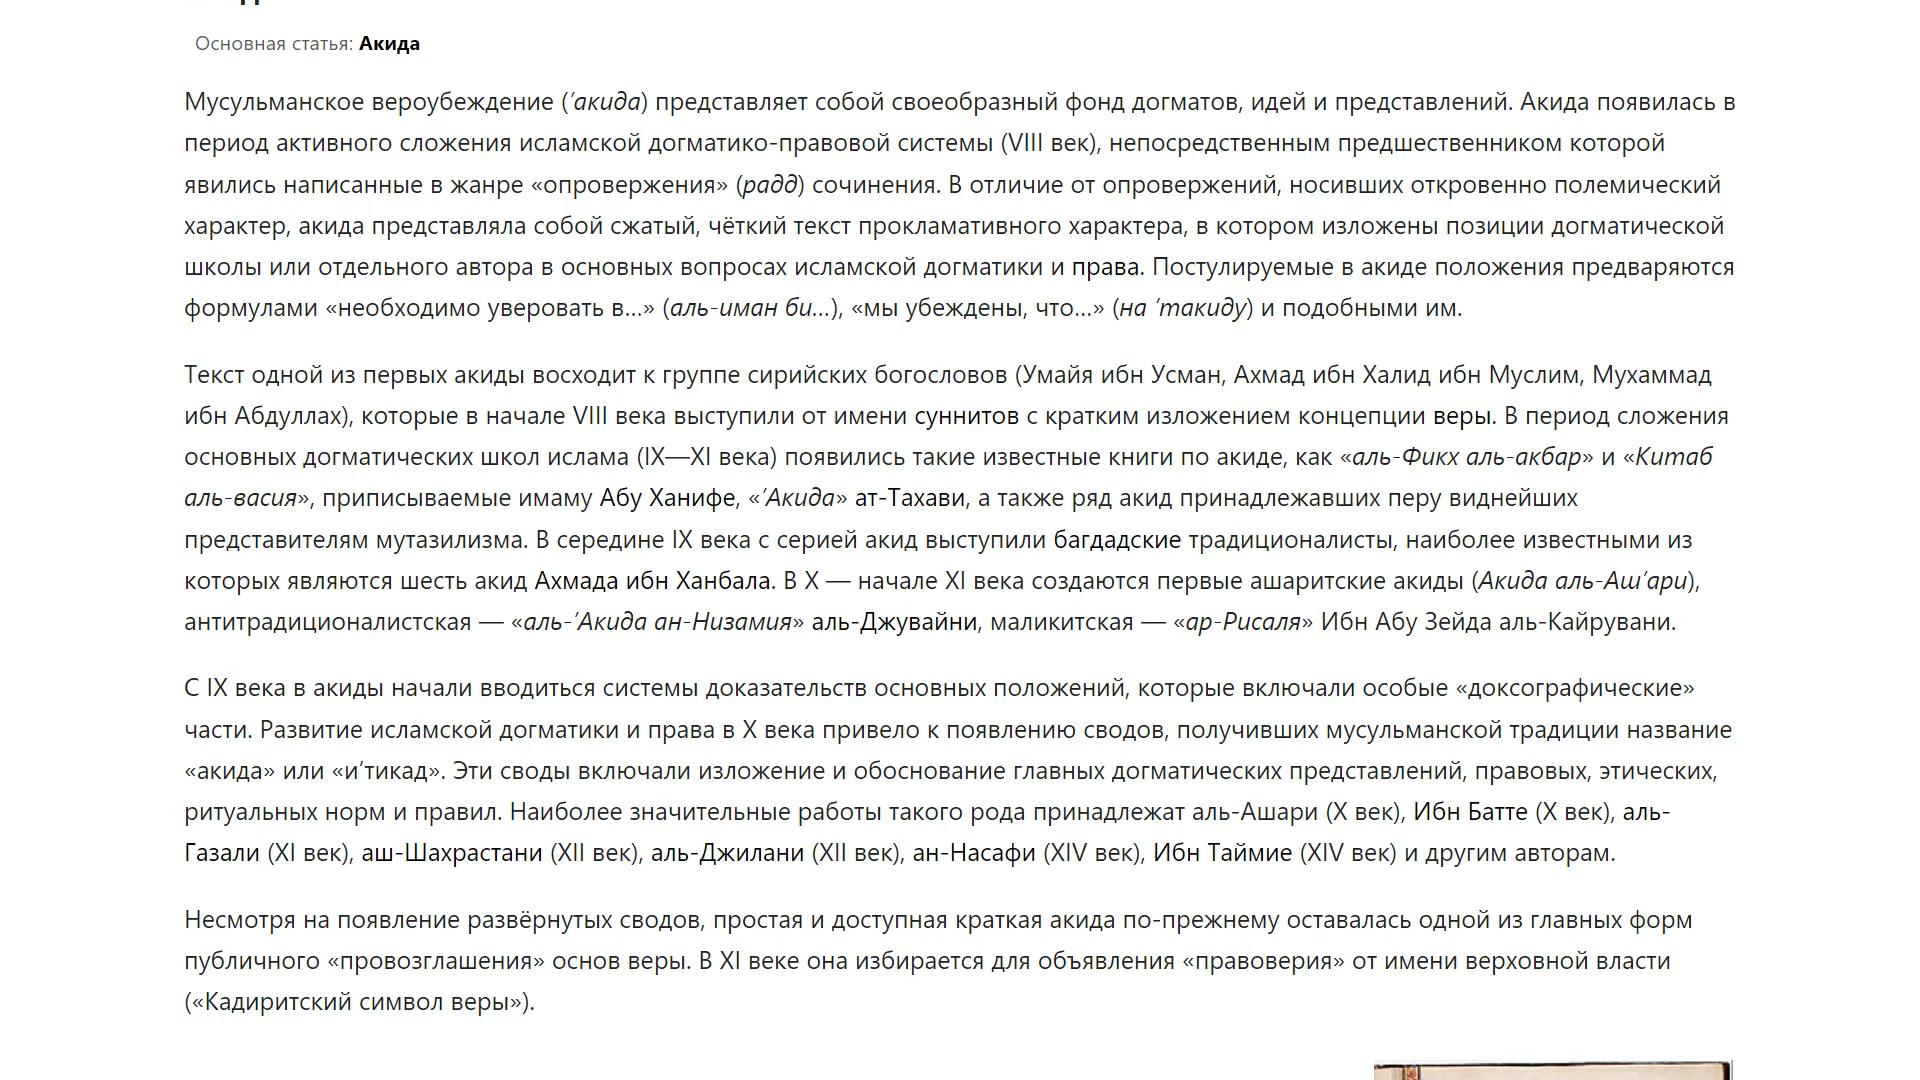 Основная статья: Акида
Мусульманское вероубеждение (ʼакида) представляет собой своеобразный фонд догматов, идей и представлений. Акида появилась в
период активного сложения исламской догматико-правовой системы (VIII век), непосредственным предшественником которой
явились написанные в жанре «опровержения» (радд) сочинения. В отличие от опровержений, носивших откровенно полемический
характер, акида представляла собой сжатый, чёткий текст прокламативного характера, в котором изложены позиции догматической
школы или отдельного автора в основных вопросах исламской догматики и права. Постулируемые в акиде положения предваряются
формулами «необходимо уверовать в…» (аль-иман би…), «мы убеждены, что…» (на ʼтакиду) и подобными им.
Текст одной из первых акиды восходит к группе сирийских богословов (Умайя ибн Усман, Ахмад ибн Халид ибн Муслим, Мухаммад
ибн Абдуллах), которые в начале VIII века выступили от имени суннитов с кратким изложением концепции веры. В период сложения
основных догматических школ ислама (IX—XI века) появились такие известные книги по акиде, как «аль-Фикх аль-акбар» и «Китаб
аль-васия», приписываемые имаму Абу Ханифе, «ʼАкида» ат-Тахави, а также ряд акид принадлежавших перу виднейших
представителям мутазилизма. В середине IX века с серией акид выступили багдадские традиционалисты, наиболее известными из
которых являются шесть акид Ахмада ибн Ханбала. В X — начале XI века создаются первые ашаритские акиды (Акида аль-Ашʼари),
антитрадиционалистская — «аль-ʼАкида ан-Низамия» аль-Джувайни, маликитская — «ар-Рисаля» Ибн Абу Зейда аль-Кайрувани.
С IX века в акиды начали вводиться системы доказательств основных положений, которые включали особые «доксографические»
части. Развитие исламской догматики и права в X века привело к появлению сводов, получивших мусульманской традиции название
«акида» или «иʼтикад». Эти своды включали изложение и обоснование главных догматических представлений, правовых, этических,
ритуальных норм и правил. Наиболее значительные работы такого рода принадлежат аль-Ашари (X век), Ибн Батте (X век), аль-
Газали (XI век), аш-Шахрастани (XII век), аль-Джилани (XII век), ан-Насафи (XIV век), Ибн Таймие (XIV век) и другим авторам.
Несмотря на появление развёрнутых сводов, простая и доступная краткая акида по-прежнему оставалась одной из главных форм
публичного «провозглашения» основ веры. В XI веке она избирается для объявления «правоверия» от имени верховной власти
(«Кадиритский символ веры»).